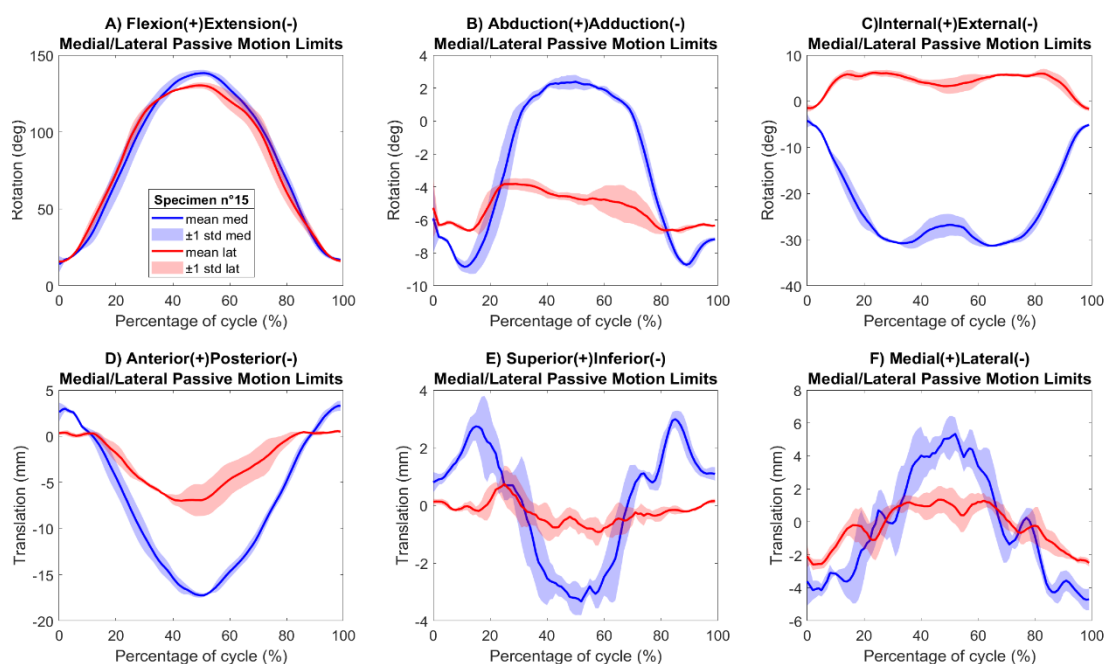 A) Flexion(+)Extension(-)
Medial/Lateral Passive Motion Limits
150
100
50
0
Rotation (deg)
Specimen n°15
mean med
±1 std med
mean lat
±1 std lat
0 20 40 60 80 100
Percentage of cycle (%)
B) Abduction(+)Adduction(-)
Medial/Lateral Passive Motion Limits
4
2
0
-2
-4
-6
-8
-10
Rotation (deg)
0 20 40 60 80 100
Percentage of cycle (%)
C)Internal(+)External(-)
Medial/Lateral Passive Motion Limits
10
0
-10
-20
-30
-40
Rotation (deg)
0 20 40 60 80 100
Percentage of cycle (%)
D) Anterior(+)Posterior(-)
Medial/Lateral Passive Motion Limits
5
0
-5
-10
-15
-20
Translation (mm)
0 20 40 60 80 100
Percentage of cycle (%)
E) Superior(+)Inferior(-)
Medial/Lateral Passive Motion Limits
4
2
0
-2
-4
Translation (mm)
0 20 40 60 80 100
Percentage of cycle (%)
F) Medial(+)Lateral(-)
Medial/Lateral Passive Motion Limits
8
6
4
2
0
-2
-4
-6
Translation (mm)
0 20 40 60 80 100
Percentage of cycle (%)